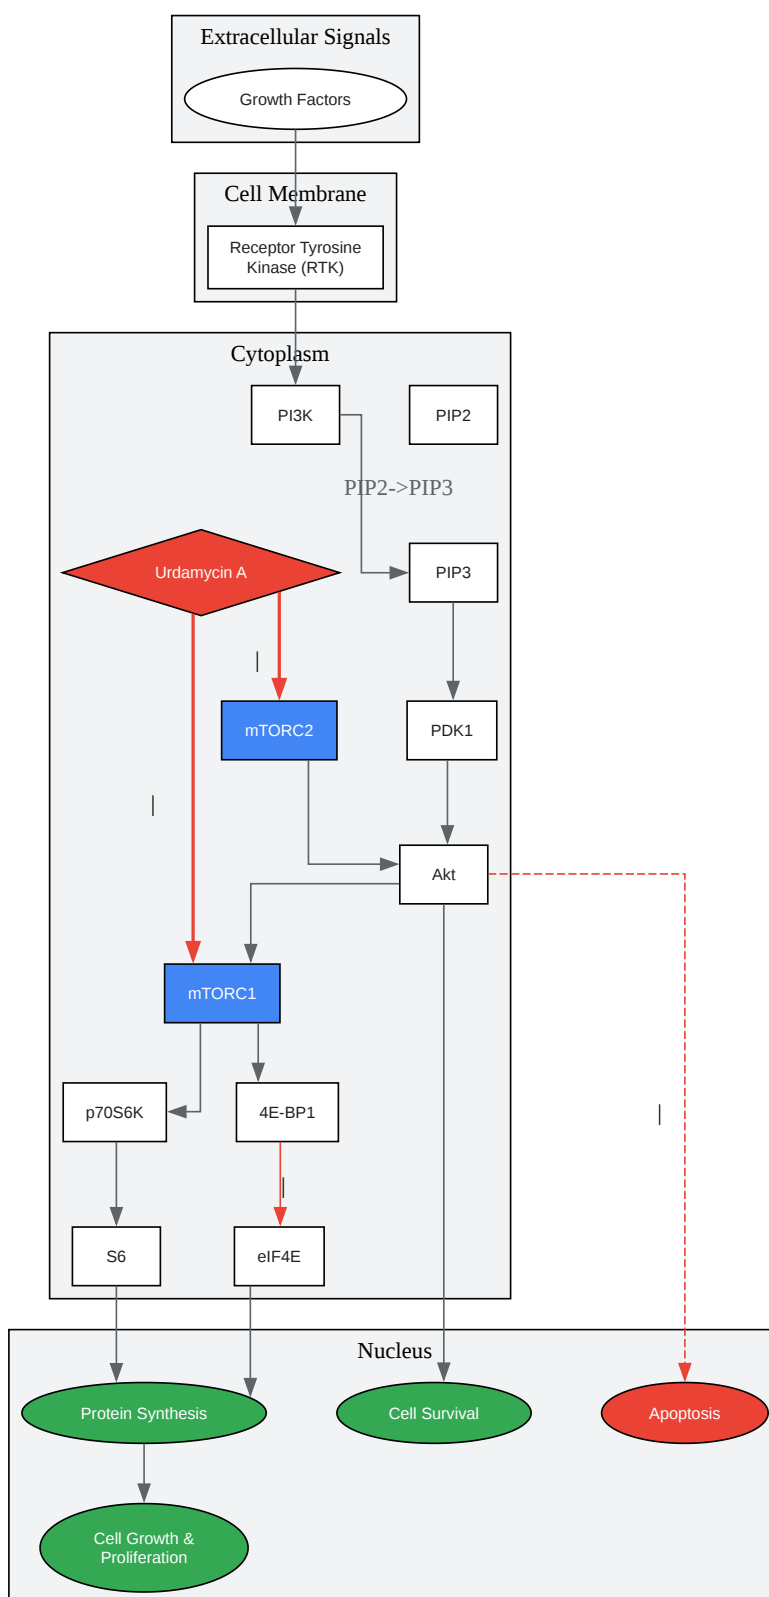 Extracellular Signals
Growth Factors
Cell Membrane
Receptor Tyrosine
Kinase (RTK)
Cytoplasm
PI3K
PIP2
PIP2->PIP3
Urdamycin A
PIP3
|
mTORC2
PDK1
|
Akt
mTORC1
|
p70S6K
4E-BP1
|
S6
eIF4E
Nucleus
Protein Synthesis
Cell Survival
Apoptosis
Cell Growth &
Proliferation